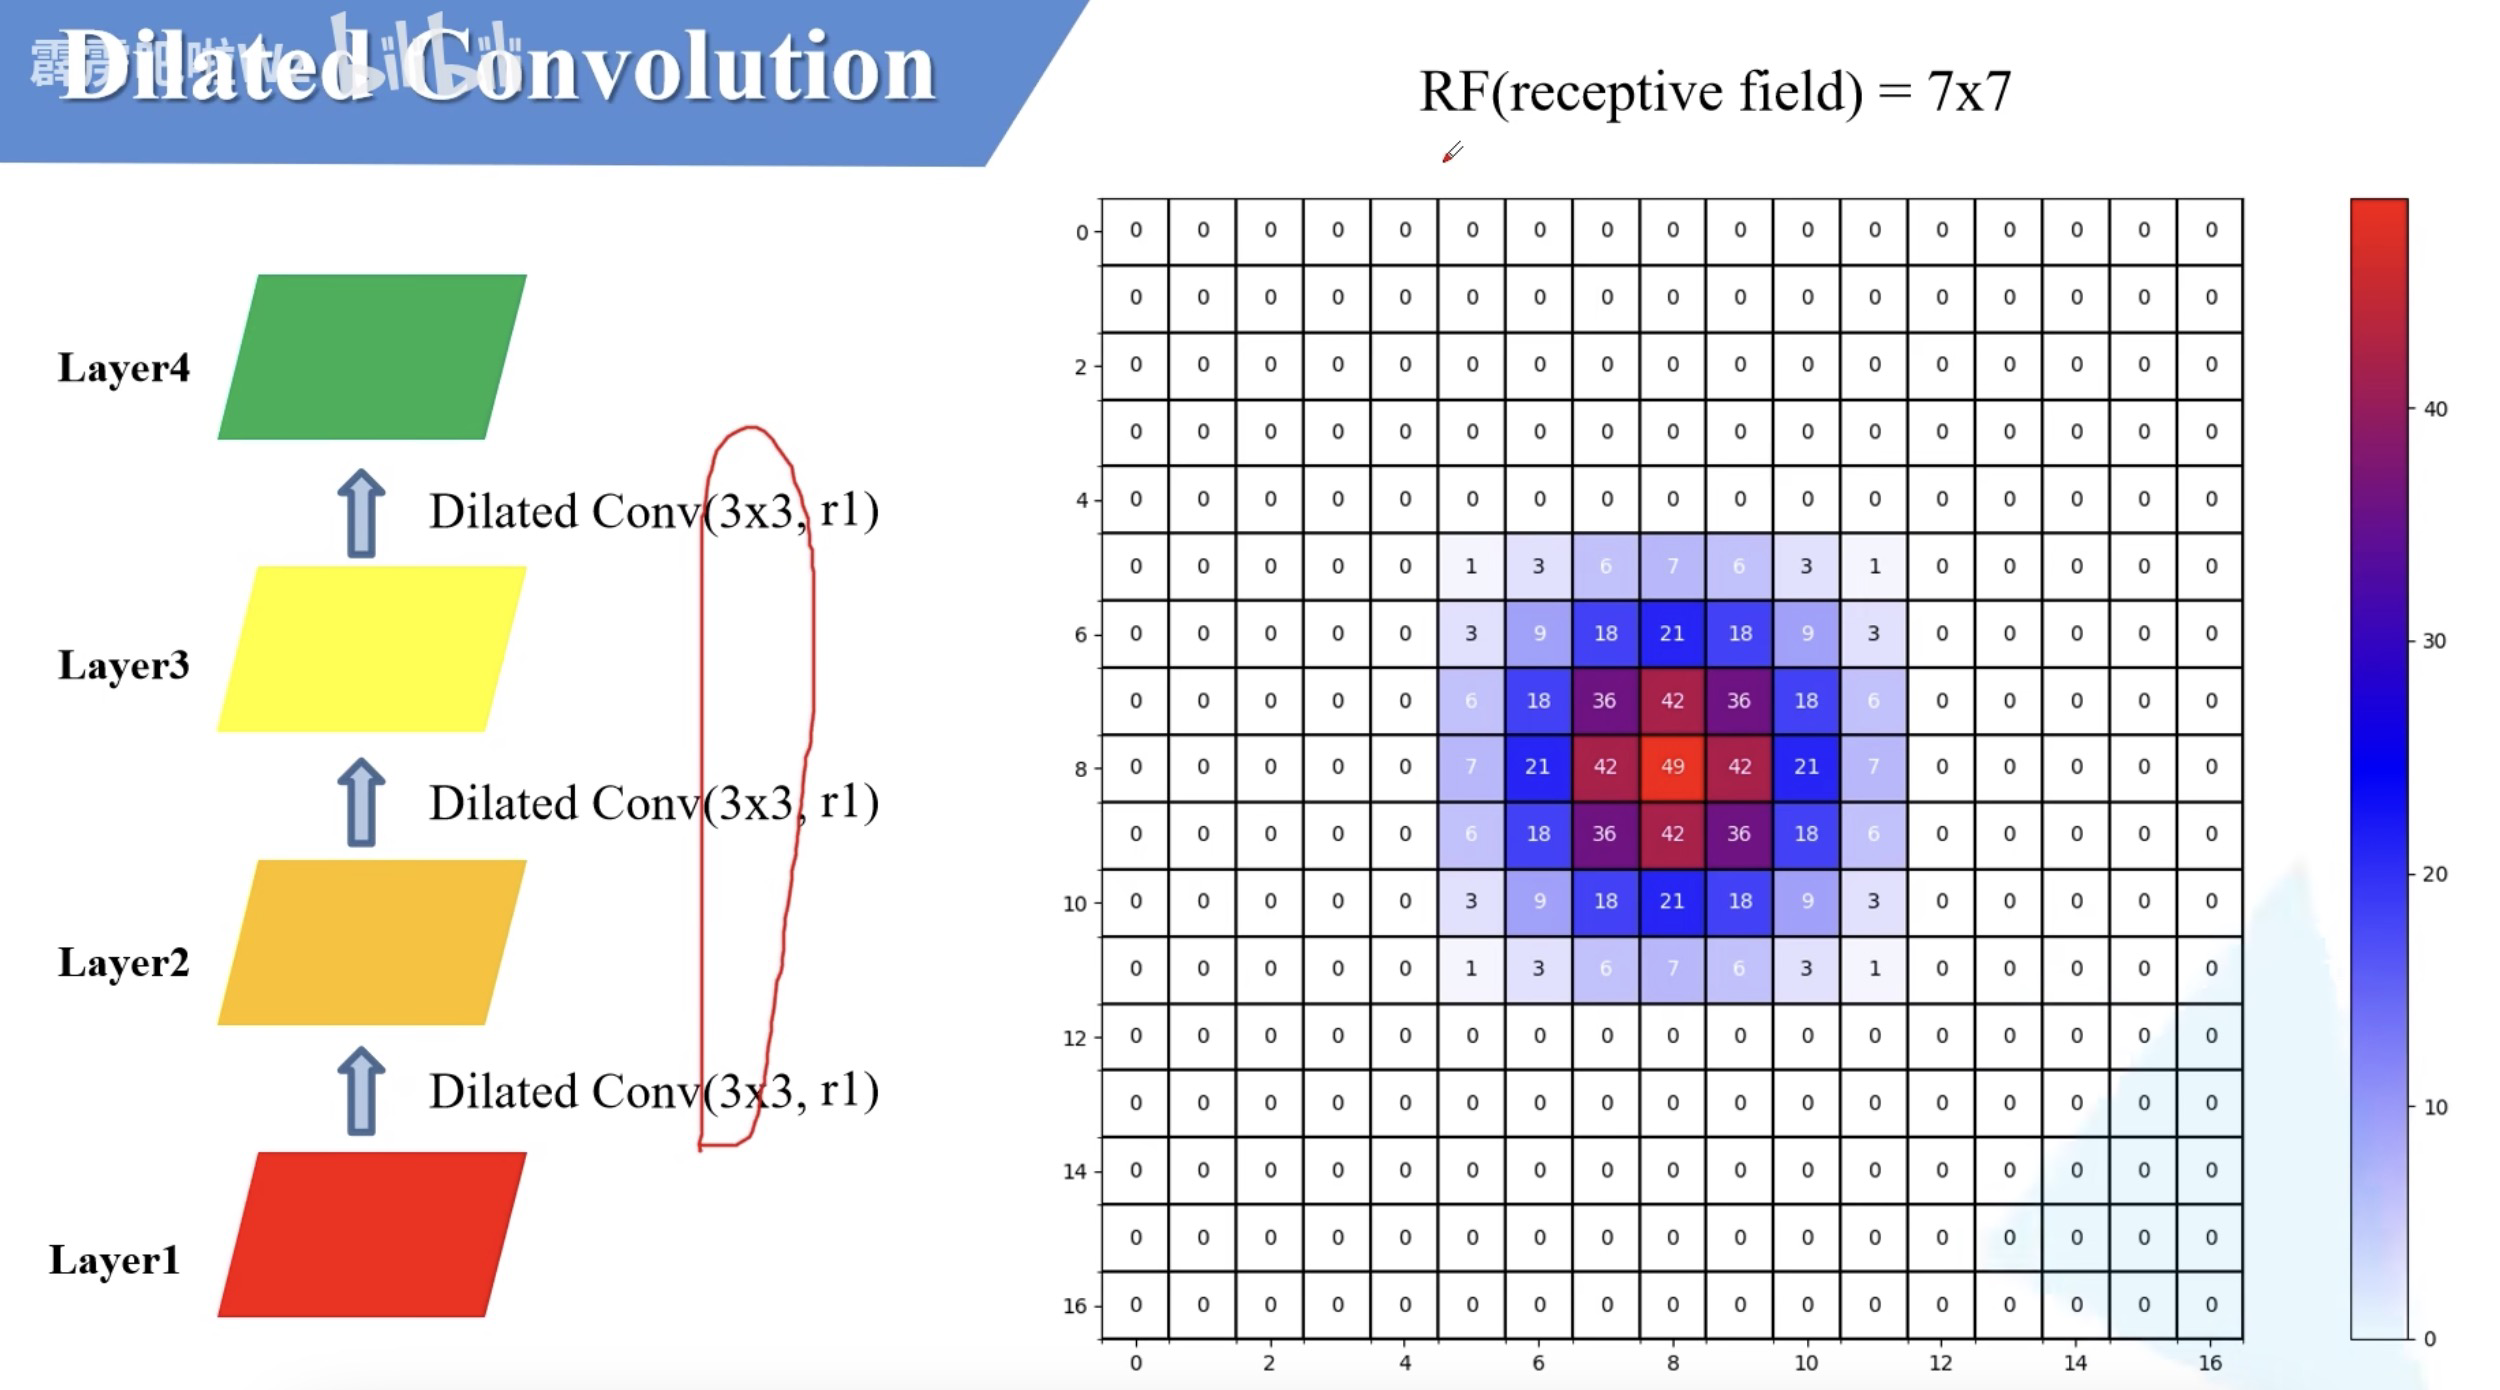 Dilated Convolution
bilibili
RF(receptive field) = 7x7
Layer4
Dilated Conv(3x3, r1)
Layer3
Dilated Conv(3x3, r1)
Layer2
Dilated Conv(3x3, r1)
Layer1
0 0 0 0 0 0 0 0 0 0 0 0 0 0 0 0 0 0
0 0 0 0 0 0 0 0 0 0 0 0 0 0 0 0 0
2 0 0 0 0 0 0 0 0 0 0 0 0 0 0 0 0 0
0 0 0 0 0 0 0 0 0 0 0 0 0 0 0 0 0
4 0 0 0 0 0 0 0 0 0 0 0 0 0 0 0 0 0
0 0 0 0 0 1 3 6 7 6 3 1 0 0 0 0 0
6 0 0 0 0 0 3 9 18 21 18 9 3 0 0 0 0 0
0 0 0 0 0 6 18 36 42 36 18 6 0 0 0 0 0
8 0 0 0 0 0 7 21 42 49 42 21 7 0 0 0 0 0
0 0 0 0 0 6 18 36 42 36 18 6 0 0 0 0 0
10 0 0 0 0 0 3 9 18 21 18 9 3 0 0 0 0 0
0 0 0 0 0 1 3 6 7 6 3 1 0 0 0 0 0
12 0 0 0 0 0 0 0 0 0 0 0 0 0 0 0 0 0
0 0 0 0 0 0 0 0 0 0 0 0 0 0 0 0 0
14 0 0 0 0 0 0 0 0 0 0 0 0 0 0 0 0 0
0 0 0 0 0 0 0 0 0 0 0 0 0 0 0 0 0
16 0 0 0 0 0 0 0 0 0 0 0 0 0 0 0 0 0
0 2 4 6 8 10 12 14 16
40
30
20
10
0